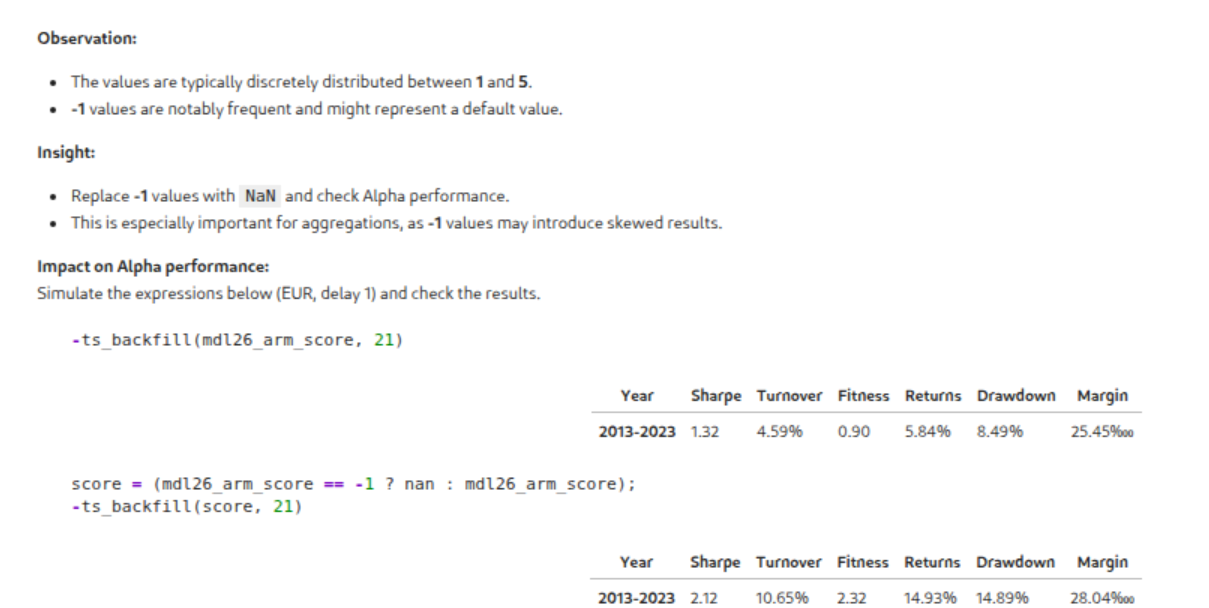 Observation:
• The values are typically discretely distributed between 1 and 5.
• -1 values are notably frequent and might represent a default value.
Insight:
• Replace -1 values with NaN and check Alpha performance.
• This is especially important for aggregations, as -1 values may introduce skewed results.
Impact on Alpha performance:
Simulate the expressions below (EUR, delay 1) and check the results.
-ts_backfill(mdl26_arm_score, 21)
Year Sharpe Turnover Fitness Returns Drawdown Margin
2013-2023 1.32 4.59% 0.90 5.84% 8.49% 25.45‱
score = (mdl26_arm_score == -1 ? nan : mdl26_arm_score);
-ts_backfill(score, 21)
Year Sharpe Turnover Fitness Returns Drawdown Margin
2013-2023 2.12 10.65% 2.32 14.93% 14.89% 28.04‱